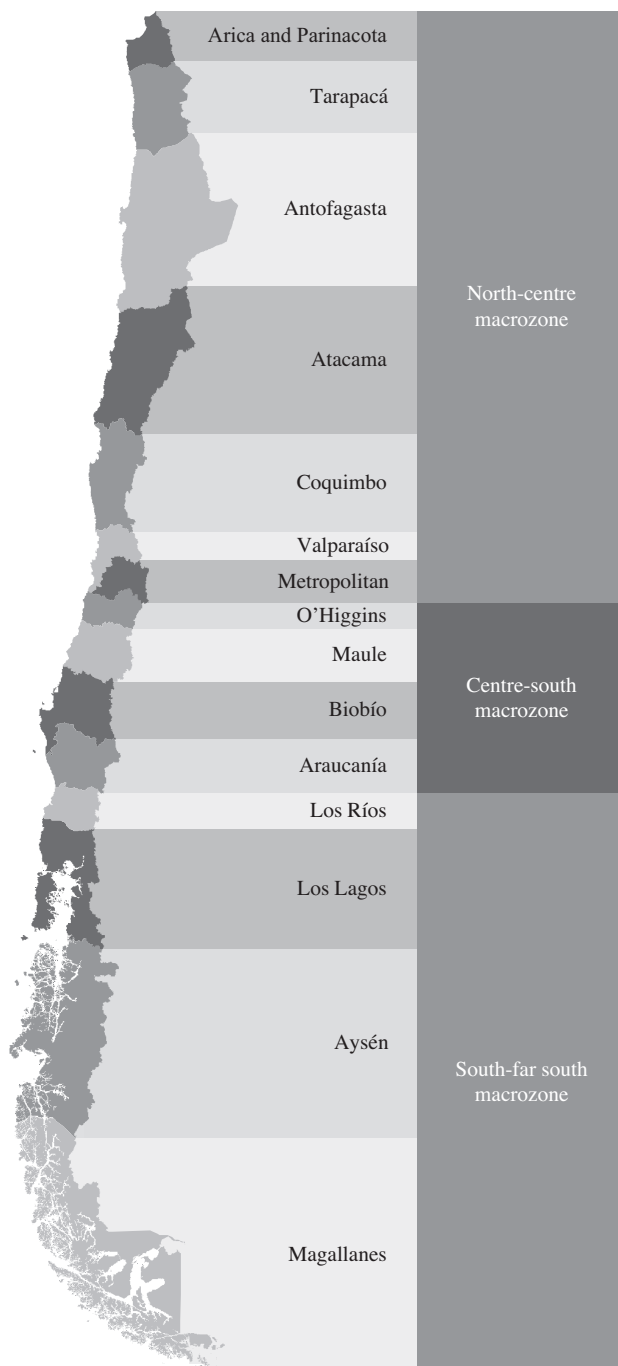 Arica and Parinacota
Tarapacá
Antofagasta
North-centre
macrozone
Atacama
Coquimbo
Valparaíso
Metropolitan
O’Higgins
Maule
Centre-south
macrozone
Biobío
Araucanía
Los Ríos
Los Lagos
Aysén
South-far south
macrozone
Magallanes